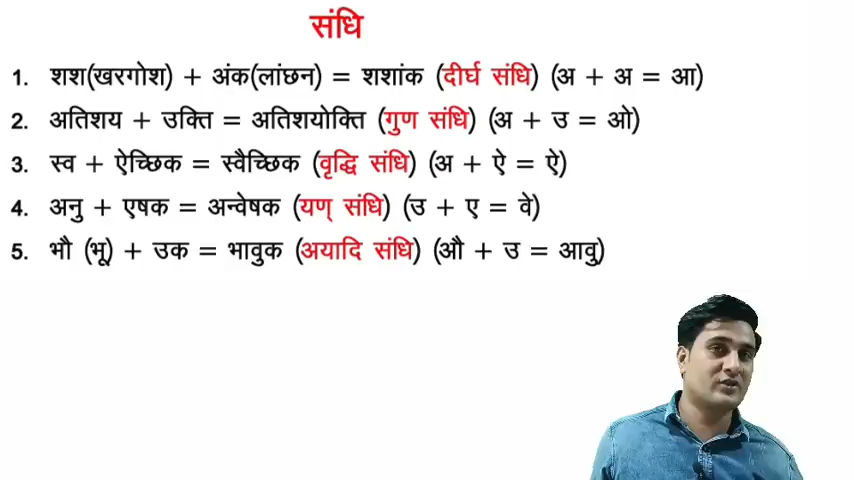 संधि
1. शश(खरगोश) + अंक(लांछन) = शशांक (दीर्घ संधि) (अ + अ = आ)
2. अतिशय + उक्ति = अतिशयोक्ति (गुण संधि) (अ + उ = ओ)
3. स्व + ऐच्छिक = स्वैच्छिक (वृद्धि संधि) (अ + ऐ = ऐ)
4. अनु + एषक = अन्वेषक (यण् संधि) (उ + ए = वे)
5. भौ (भू) + उक = भावुक (अयादि संधि) (औ + उ = आवु)